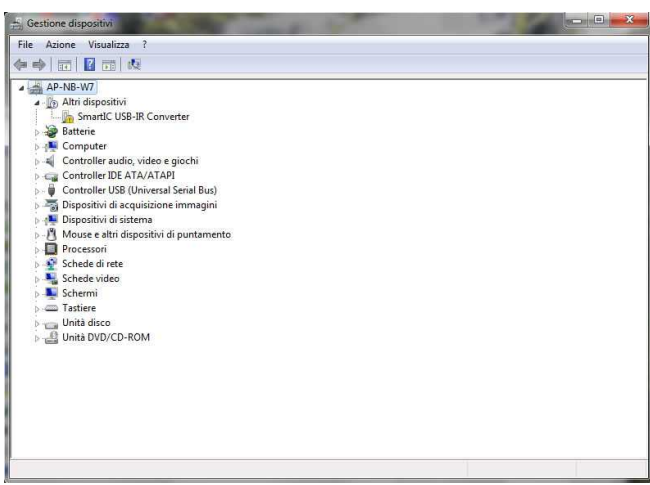 Gestione dispositivi
File Azione Visualizza ?
AP-NB-W7
Altri dispositivi
SmartIC USB-IR Converter
Batterie
Computer
Controller audio, video e giochi
Controller IDE ATA/ATAPI
Controller USB (Universal Serial Bus)
Dispositivi di acquisizione immagini
Dispositivi di sistema
Mouse e altri dispositivi di puntamento
Processori
Schede di rete
Schede video
Schermi
Tastiere
Unità disco
Unità DVD/CD-ROM